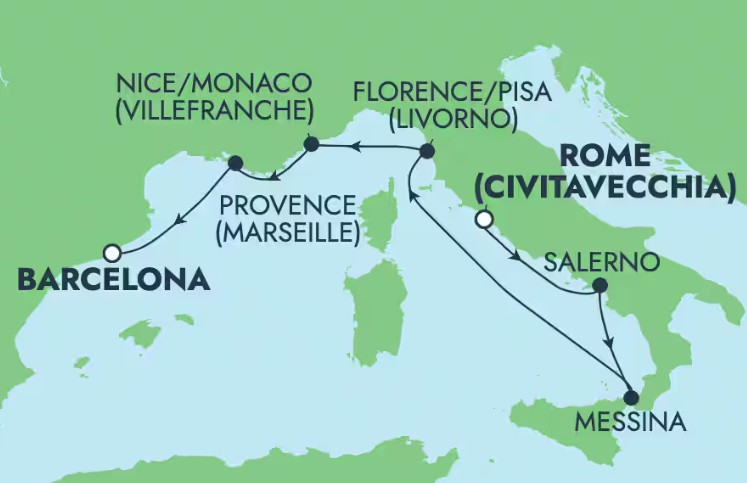 NICE/MONACO
(VILLEFRANCHE)
FLORENCE/PISA
(LIVORNO)
ROME
(CIVITAVECCHIA)
PROVENCE
(MARSEILLE)
SALERNO
BARCELONA
MESSINA